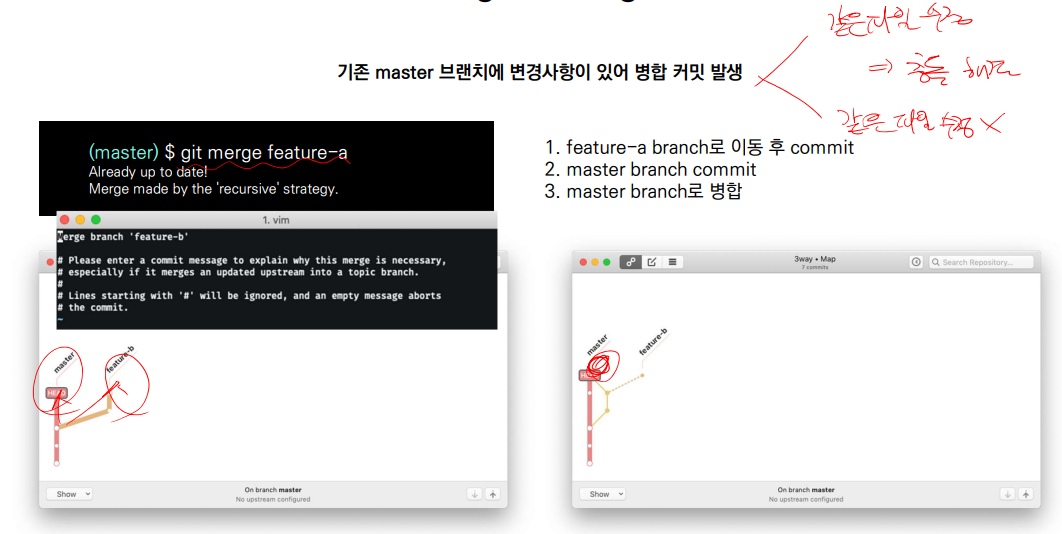 같은 파일 수정
⇒ 충돌 해결
기존 master 브랜치에 변경사항이 있어 병합 커밋 발생
같은 파일 수정 X
(master) $ git merge feature-a
Already up to date!
Merge made by the 'recursive' strategy.
1. feature-a branch로 이동 후 commit
2. master branch commit
3. master branch로 병합
1. vim
Merge branch 'feature-b'
# Please enter a commit message to explain why this merge is necessary,
# especially if it merges an updated upstream into a topic branch.
#
# Lines starting with '#' will be ignored, and an empty message aborts
# the commit.
~
master
feature-b
HEAD
Show
On branch master
No upstream configured
3way • Map
7 commits
Search Repository...
master
feature-b
HEAD
Show
On branch master
No upstream configured